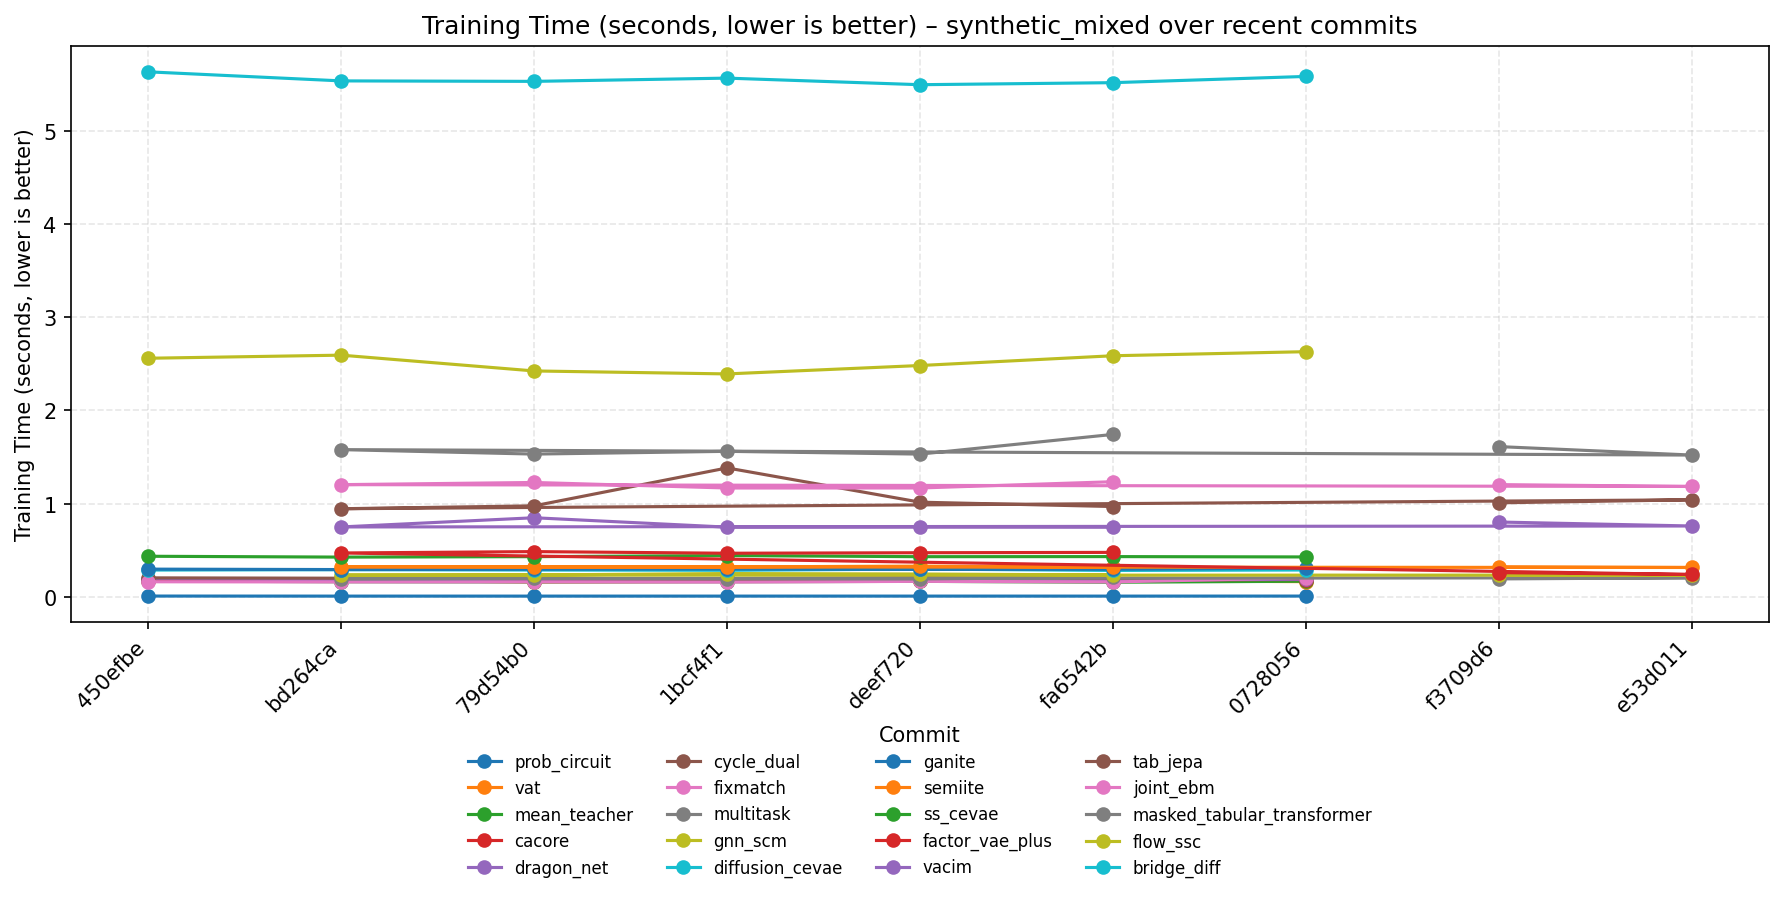 Training Time (seconds, lower is better) – synthetic_mixed over recent commits
Training Time (seconds, lower is better)
5
4
3
2
1
0
450efbe
bd264ca
79d54b0
1bcf4f1
deef720
fa6542b
0728056
f3709d6
e53d011
Commit
prob_circuit
vat
mean_teacher
cacore
dragon_net
cycle_dual
fixmatch
multitask
gnn_scm
diffusion_cevae
ganite
semiite
ss_cevae
factor_vae_plus
vacim
tab_jepa
joint_ebm
masked_tabular_transformer
flow_ssc
bridge_diff